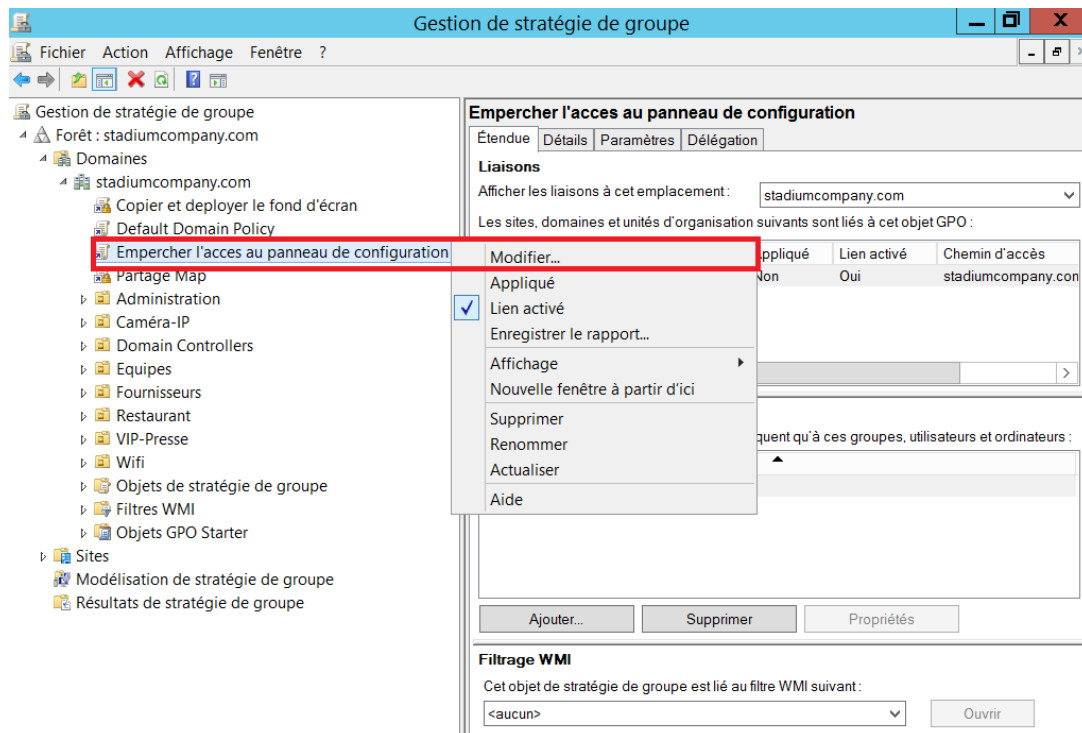 Gestion de stratégie de groupe
Fichier Action Affichage Fenêtre ?
Gestion de stratégie de groupe
Forêt : stadiumcompany.com
Domaines
stadiumcompany.com
Copier et deployer le fond d'écran
Default Domain Policy
Empercher l'acces au panneau de configuration
Partage Map
Administration
Caméra-IP
Domain Controllers
Equipes
Fournisseurs
Restaurant
VIP-Presse
Wifi
Objets de stratégie de groupe
Filtres WMI
Objets GPO Starter
Sites
Modélisation de stratégie de groupe
Résultats de stratégie de groupe
Modifier...
Appliqué
Lien activé
Enregistrer le rapport...
Affichage
Nouvelle fenêtre à partir d'ici
Supprimer
Renommer
Actualiser
Aide
Empercher l'acces au panneau de configuration
Étendue Détails Paramètres Délégation
Liaisons
Afficher les liaisons à cet emplacement : stadiumcompany.com
Les sites, domaines et unités d'organisation suivants sont liés à cet objet GPO :
ppliqué Lien activé Chemin d'accès
Non Oui stadiumcompany.con
quent qu'à ces groupes, utilisateurs et ordinateurs :
Ajouter... Supprimer Propriétés
Filtrage WMI
Cet objet de stratégie de groupe est lié au filtre WMI suivant :
<aucun> Ouvrir